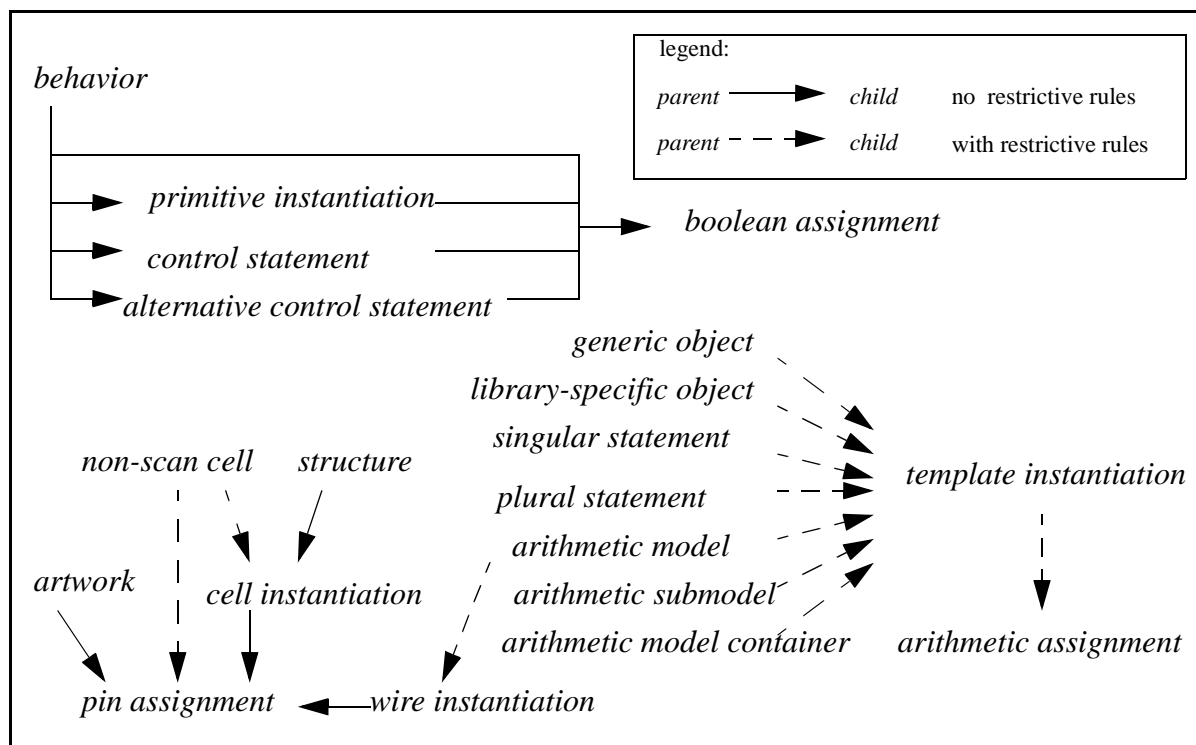 legend:
behavior
parent child no restrictive rules
parent child with restrictive rules
primitive instantiation
boolean assignment
control statement
alternative control statement
generic object
library-specific object
singular statement
non-scan cell structure
template instantiation
plural statement
arithmetic model
artwork cell instantiation arithmetic submodel
arithmetic model container arithmetic assignment
pin assignment wire instantiation